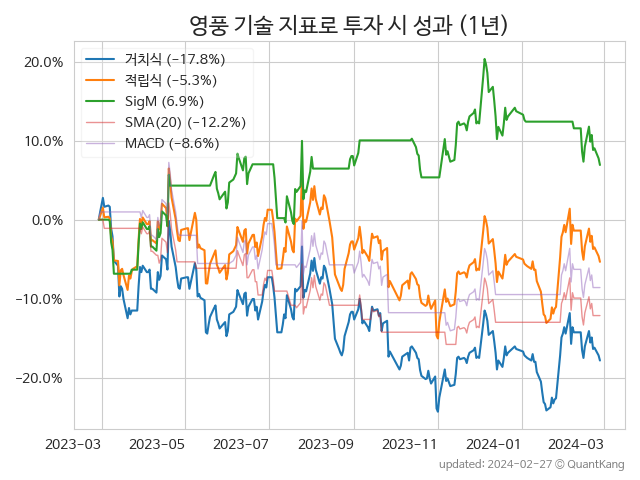 영풍 기술 지표로 투자 시 성과 (1년)
거치식 (−17.8%)
적립식 (−5.3%)
SigM (6.9%)
SMA(20) (−12.2%)
MACD (−8.6%)
20.0%
10.0%
0.0%
−10.0%
−20.0%
2023-03 2023-05 2023-07 2023-09 2023-11 2024-01 2024-03
updated: 2024-02-27 © QuantKang